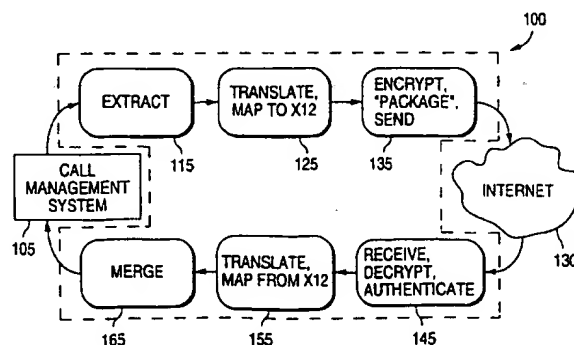 100
EXTRACT
TRANSLATE,
MAP TO X12
ENCRYPT,
"PACKAGE",
SEND
115
125
135
CALL
MANAGEMENT
SYSTEM
INTERNET
105
130
MERGE
TRANSLATE,
MAP FROM X12
RECEIVE,
DECRYPT,
AUTHENTICATE
165
155
145